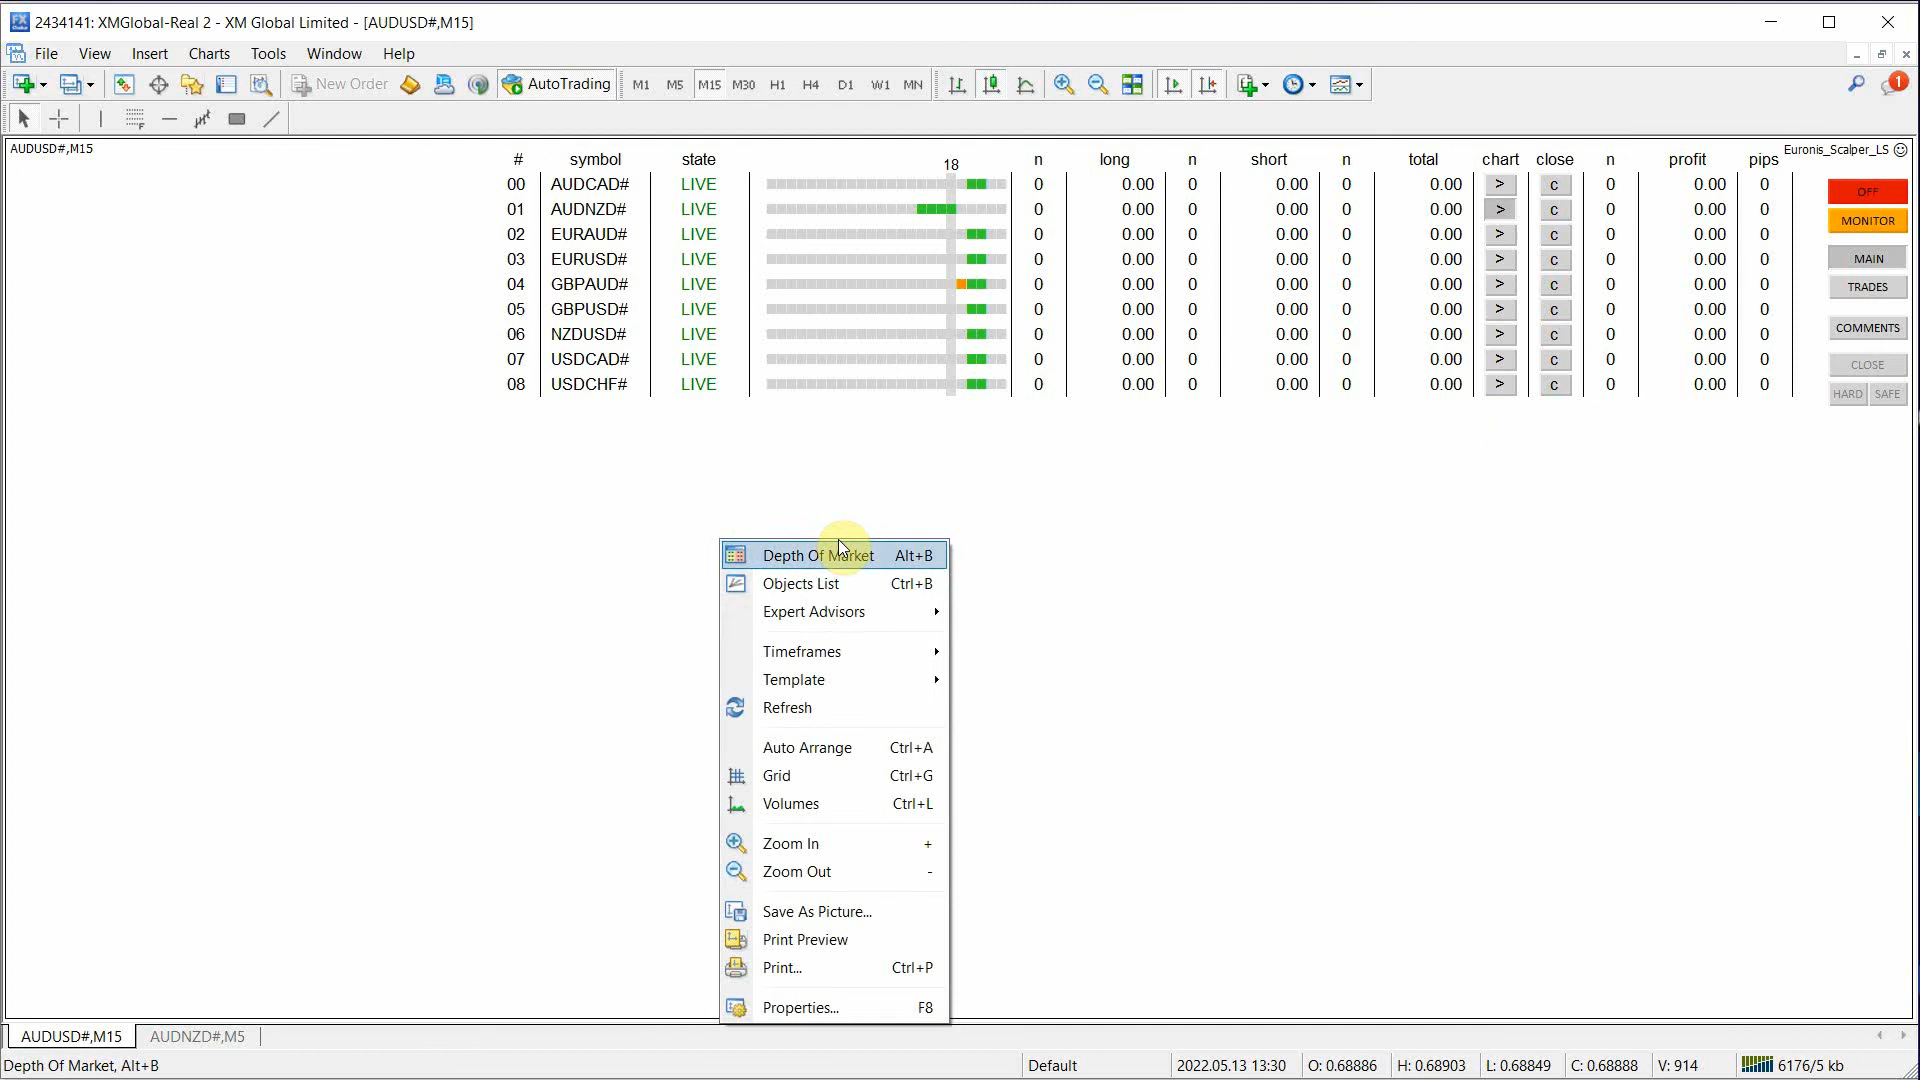 2434141: XMGlobal-Real 2 - XM Global Limited - [AUDUSD#,M15]
File View Insert Charts Tools Window Help
New Order AutoTrading M1 M5 M15 M30 H1 H4 D1 W1 MN 1
AUDUSD#,M15
Euronis_Scalper_LS
# symbol state 18 n long n short n total chart close n profit pips
00 AUDCAD# LIVE 0 0.00 0 0.00 0 0.00 > c 0 0.00 0
01 AUDNZD# LIVE 0 0.00 0 0.00 0 0.00 > c 0 0.00 0
02 EURAUD# LIVE 0 0.00 0 0.00 0 0.00 > c 0 0.00 0
03 EURUSD# LIVE 0 0.00 0 0.00 0 0.00 > c 0 0.00 0
04 GBPAUD# LIVE 0 0.00 0 0.00 0 0.00 > c 0 0.00 0
05 GBPUSD# LIVE 0 0.00 0 0.00 0 0.00 > c 0 0.00 0
06 NZDUSD# LIVE 0 0.00 0 0.00 0 0.00 > c 0 0.00 0
07 USDCAD# LIVE 0 0.00 0 0.00 0 0.00 > c 0 0.00 0
08 USDCHF# LIVE 0 0.00 0 0.00 0 0.00 > c 0 0.00 0
OFF
MONITOR
MAIN
TRADES
COMMENTS
CLOSE
HARD SAFE
Depth Of Market Alt+B
Objects List Ctrl+B
Expert Advisors
Timeframes
Template
Refresh
Auto Arrange Ctrl+A
Grid Ctrl+G
Volumes Ctrl+L
Zoom In +
Zoom Out -
Save As Picture...
Print Preview
Print... Ctrl+P
Properties... F8
AUDUSD#,M15 AUDNZD#,M5
Depth Of Market, Alt+B Default 2022.05.13 13:30 O: 0.68886 H: 0.68903 L: 0.68849 C: 0.68888 V: 914 6176/5 kb